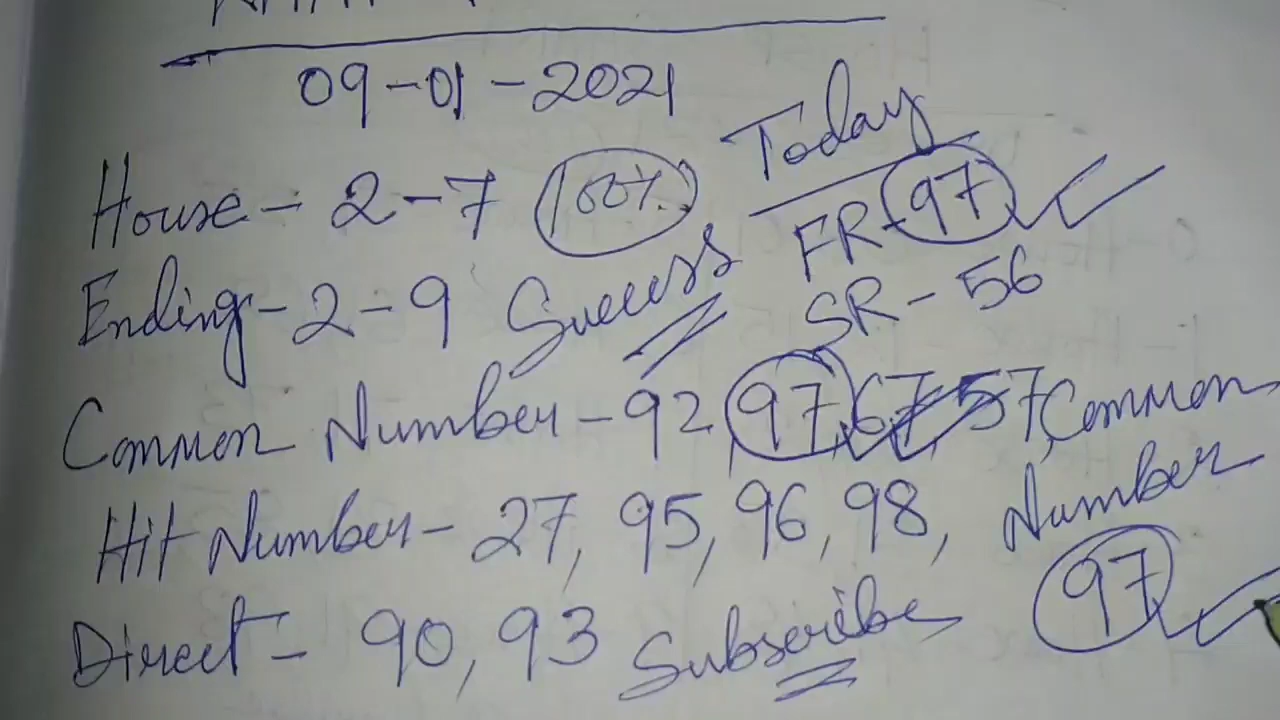 09-01-2021
House - 2-7 (100%)
Today
FR - 97
Ending - 2-9 Success
SR - 56
Common Number - 92, 97, 67, 57, Common
Hit Number - 27, 95, 96, 98, Number
97
Direct - 90, 93 Subscribe